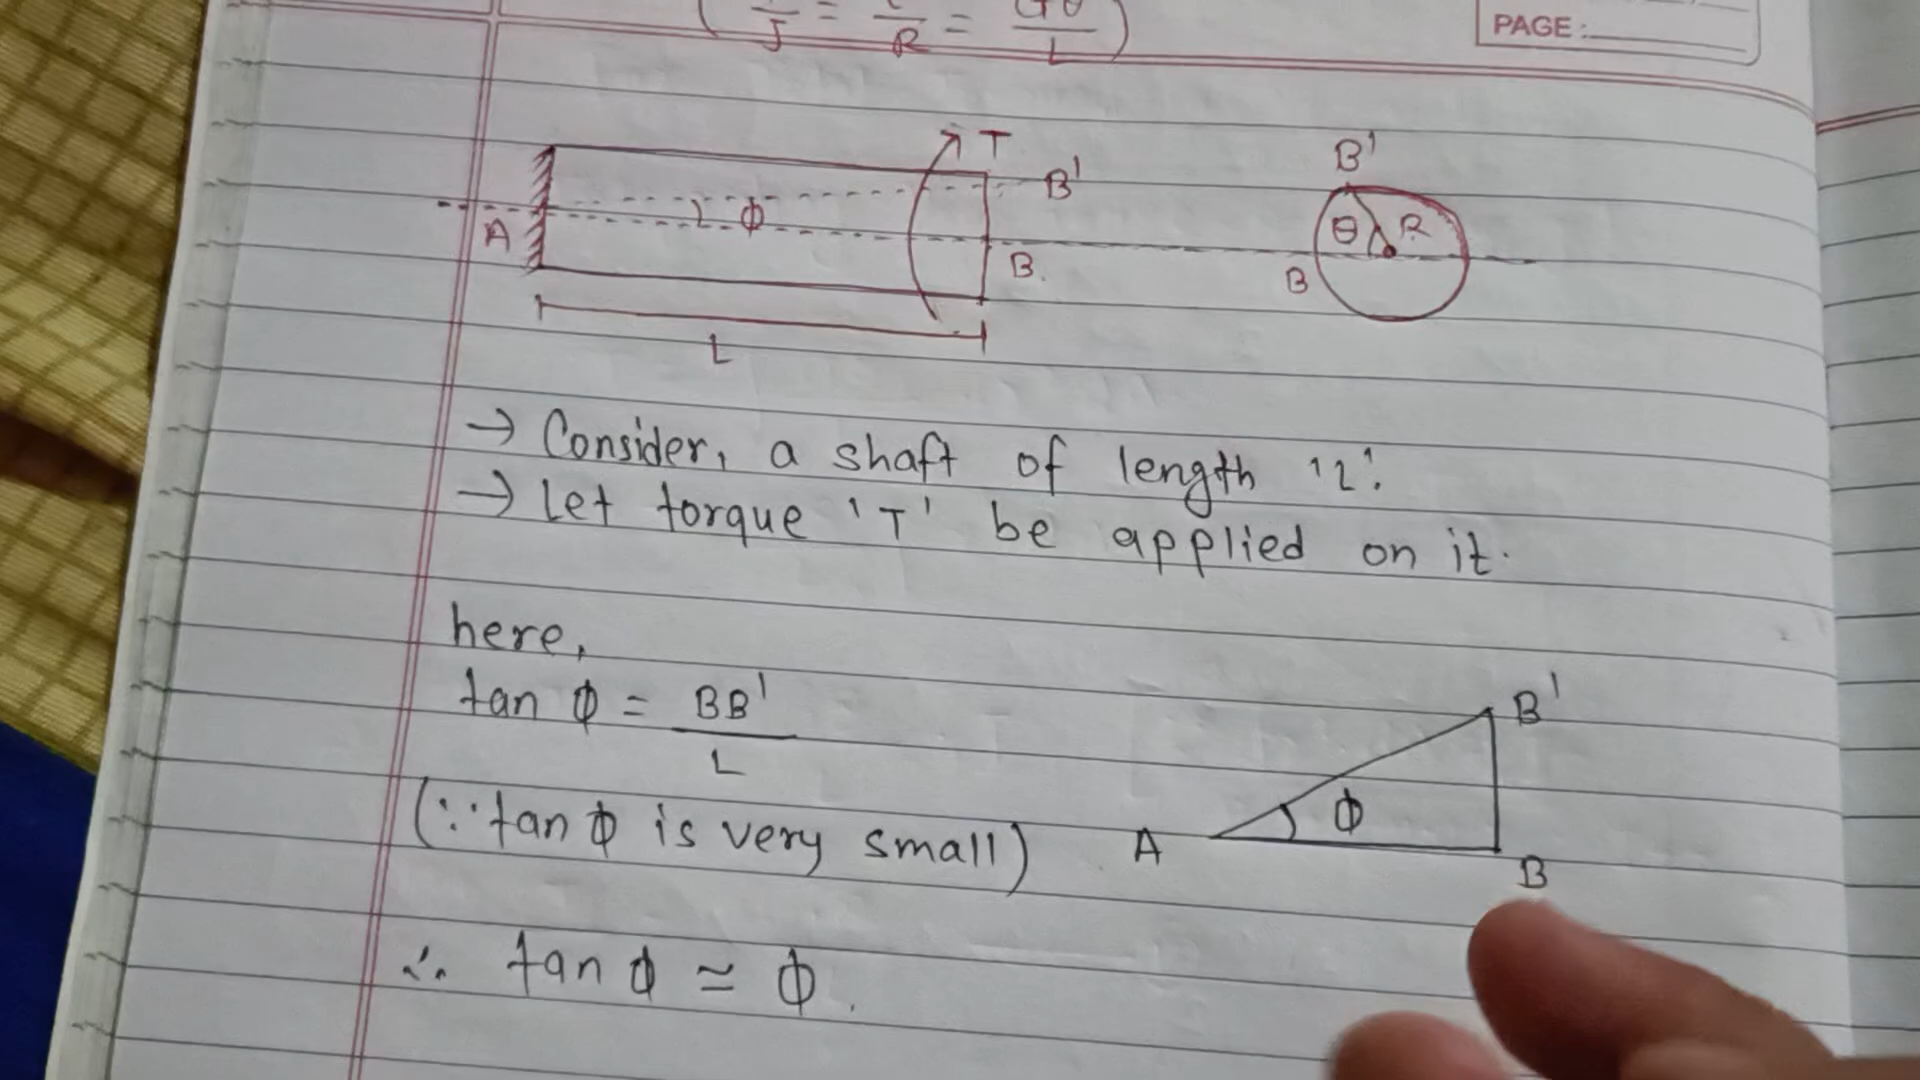 J = R = L
PAGE :
T
B'
B'
A
ϕ
B
θ R
B
L
→ Consider, a shaft of length 'L'.
→ Let torque 'T' be applied on it.
here,
tan ϕ = BB'
L
B'
(∵ tan ϕ is very small)
A
ϕ
B
∴ tan ϕ ≃ ϕ.